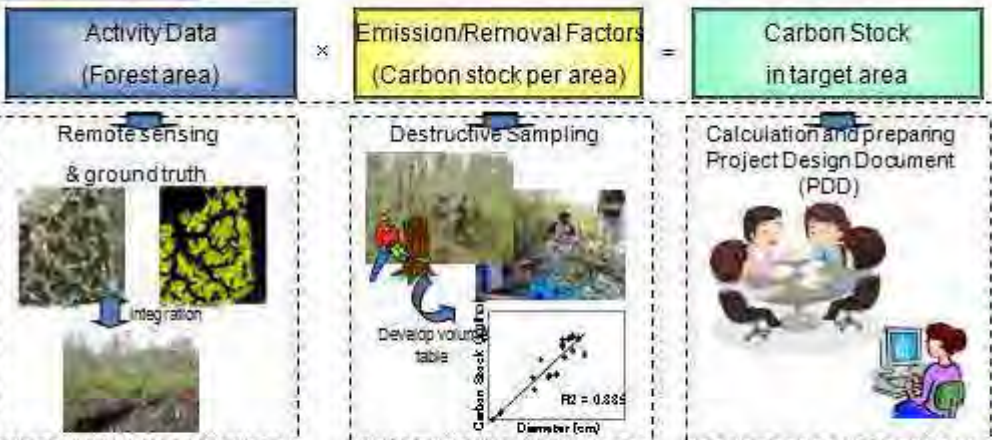 Activity Data
(Forest area)
×
Emission/Removal Factors
(Carbon stock per area)
=
Carbon Stock
in target area
Remote sensing
& ground truth
Integration
Destructive Sampling
Develop volume
table
Carbon Stock
R2 = 0.885
Diameter (cm)
Calculation and preparing
Project Design Document
(PDD)